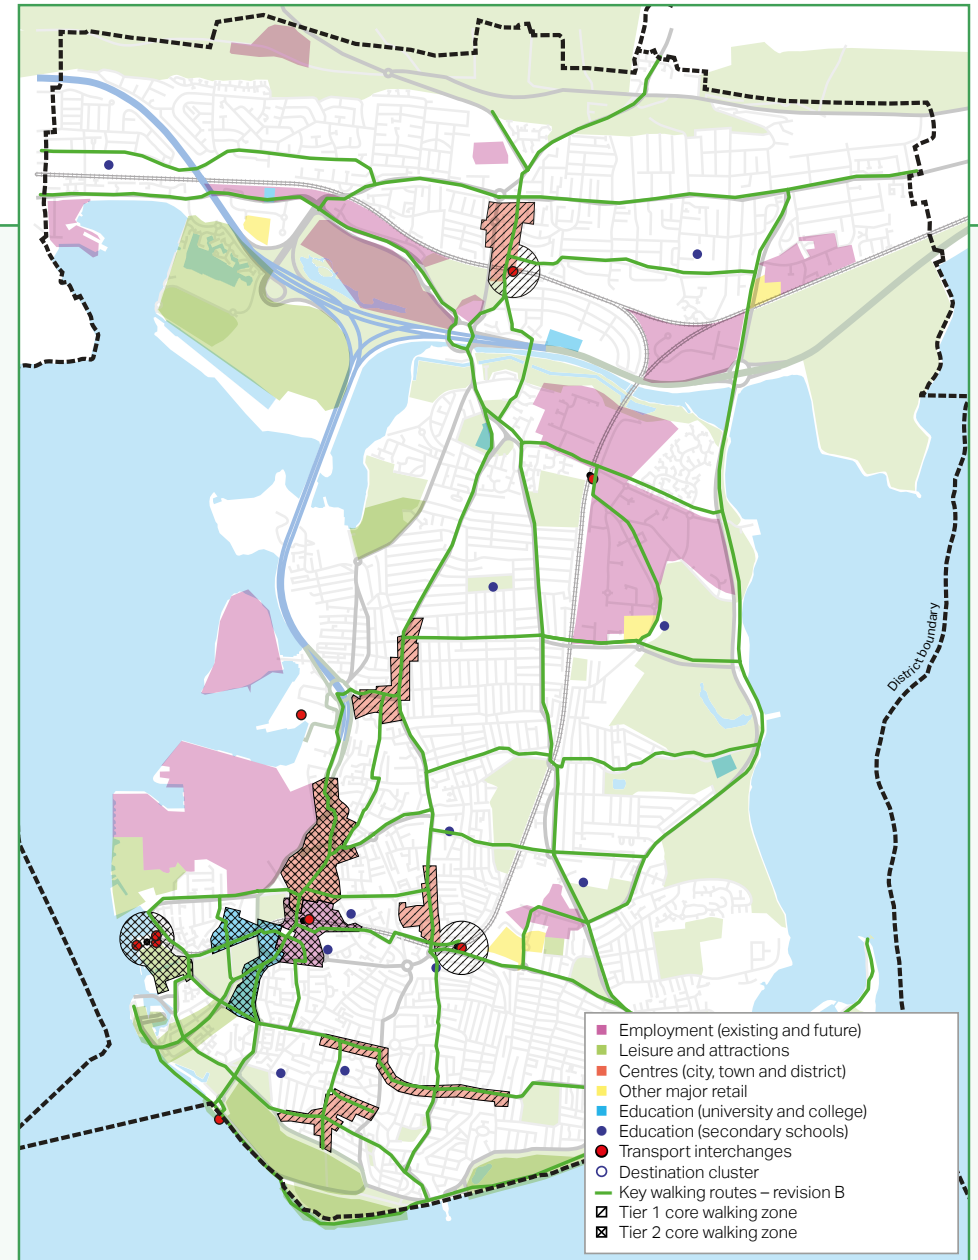 District boundary
Employment (existing and future)
Leisure and attractions
Centres (city, town and district)
Other major retail
Education (university and college)
Education (secondary schools)
Transport interchanges
Destination cluster
Key walking routes – revision B
Tier 1 core walking zone
Tier 2 core walking zone